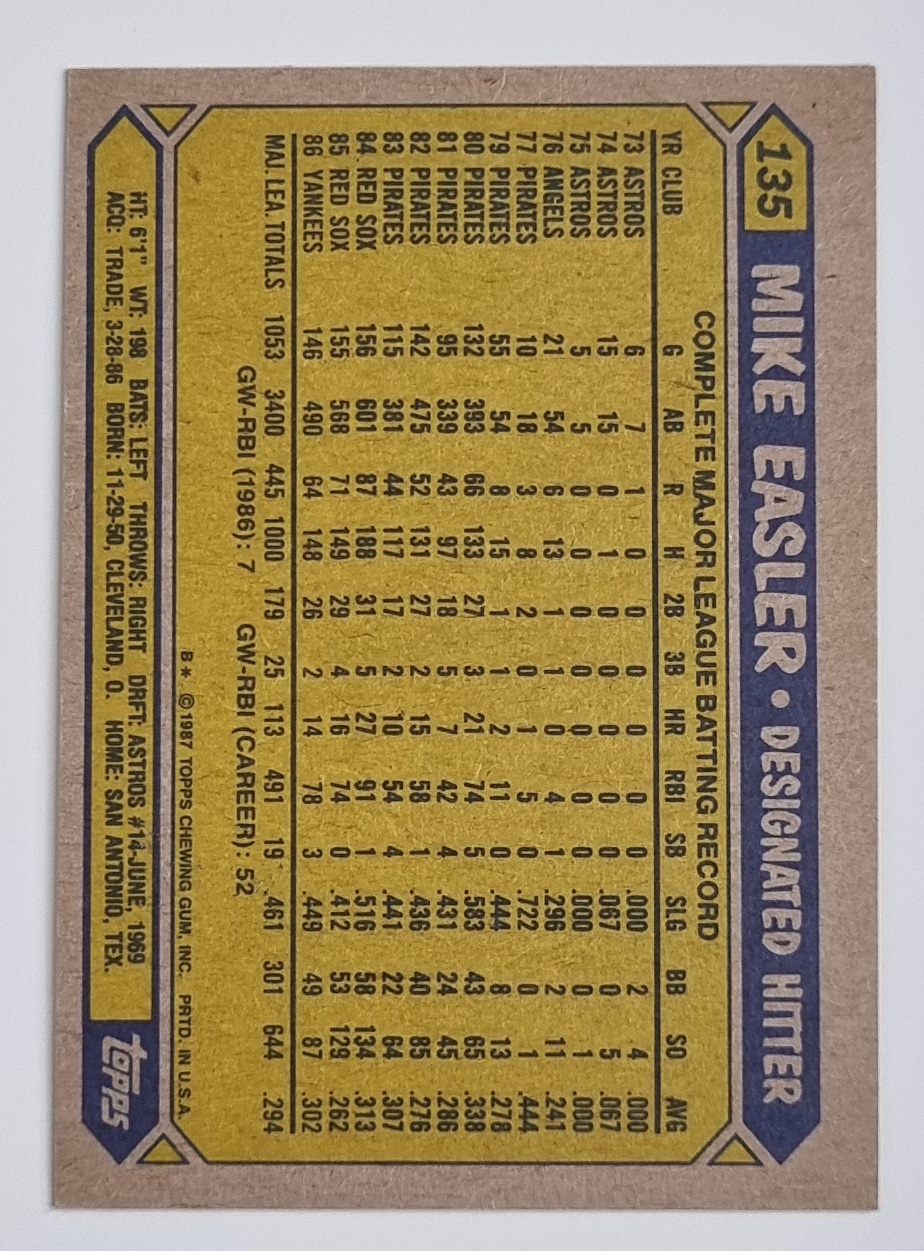 135 MIKE EASLER • DESIGNATED HITTER
COMPLETE MAJOR LEAGUE BATTING RECORD
YR CLUB G AB R H 2B 3B HR RBI SB SLG BB SO AVG
73 ASTROS 6 7 1 0 0 0 0 0 0 .000 2 4 .000
74 ASTROS 15 15 0 1 0 0 0 0 0 .067 0 5 .067
75 ASTROS 5 5 0 0 0 0 0 0 0 .000 0 1 .000
76 ANGELS 21 54 6 13 1 1 0 4 1 .296 2 11 .241
77 PIRATES 10 18 3 8 2 0 1 5 0 .722 0 1 .444
79 PIRATES 55 54 8 15 1 1 2 11 0 .444 8 13 .278
80 PIRATES 132 393 66 133 27 3 21 74 5 .583 43 65 .338
81 PIRATES 95 339 43 97 18 5 7 42 4 .431 24 45 .286
82 PIRATES 142 475 52 131 27 2 15 58 1 .436 40 85 .276
83 PIRATES 115 381 44 117 17 2 10 54 4 .441 22 64 .307
84 RED SOX 156 601 87 188 31 5 27 91 1 .516 58 134 .313
85 RED SOX 155 568 71 149 29 4 16 74 0 .412 53 129 .262
86 YANKEES 146 490 64 148 26 2 14 78 3 .449 49 87 .302
MAJ. LEA. TOTALS 1053 3400 445 1000 179 25 113 491 19 .461 301 644 .294
GW-RBI (1986): 7 GW-RBI (CAREER): 52
B* ©1987 TOPPS CHEWING GUM, INC. PRTD. IN U.S.A.
HT: 6'1" WT: 198 BATS: LEFT THROWS: RIGHT DRFT: ASTROS #14-JUNE, 1969
ACQ: TRADE, 3-28-86 BORN: 11-29-50, CLEVELAND, O. HOME: SAN ANTONIO, TEX.
topps